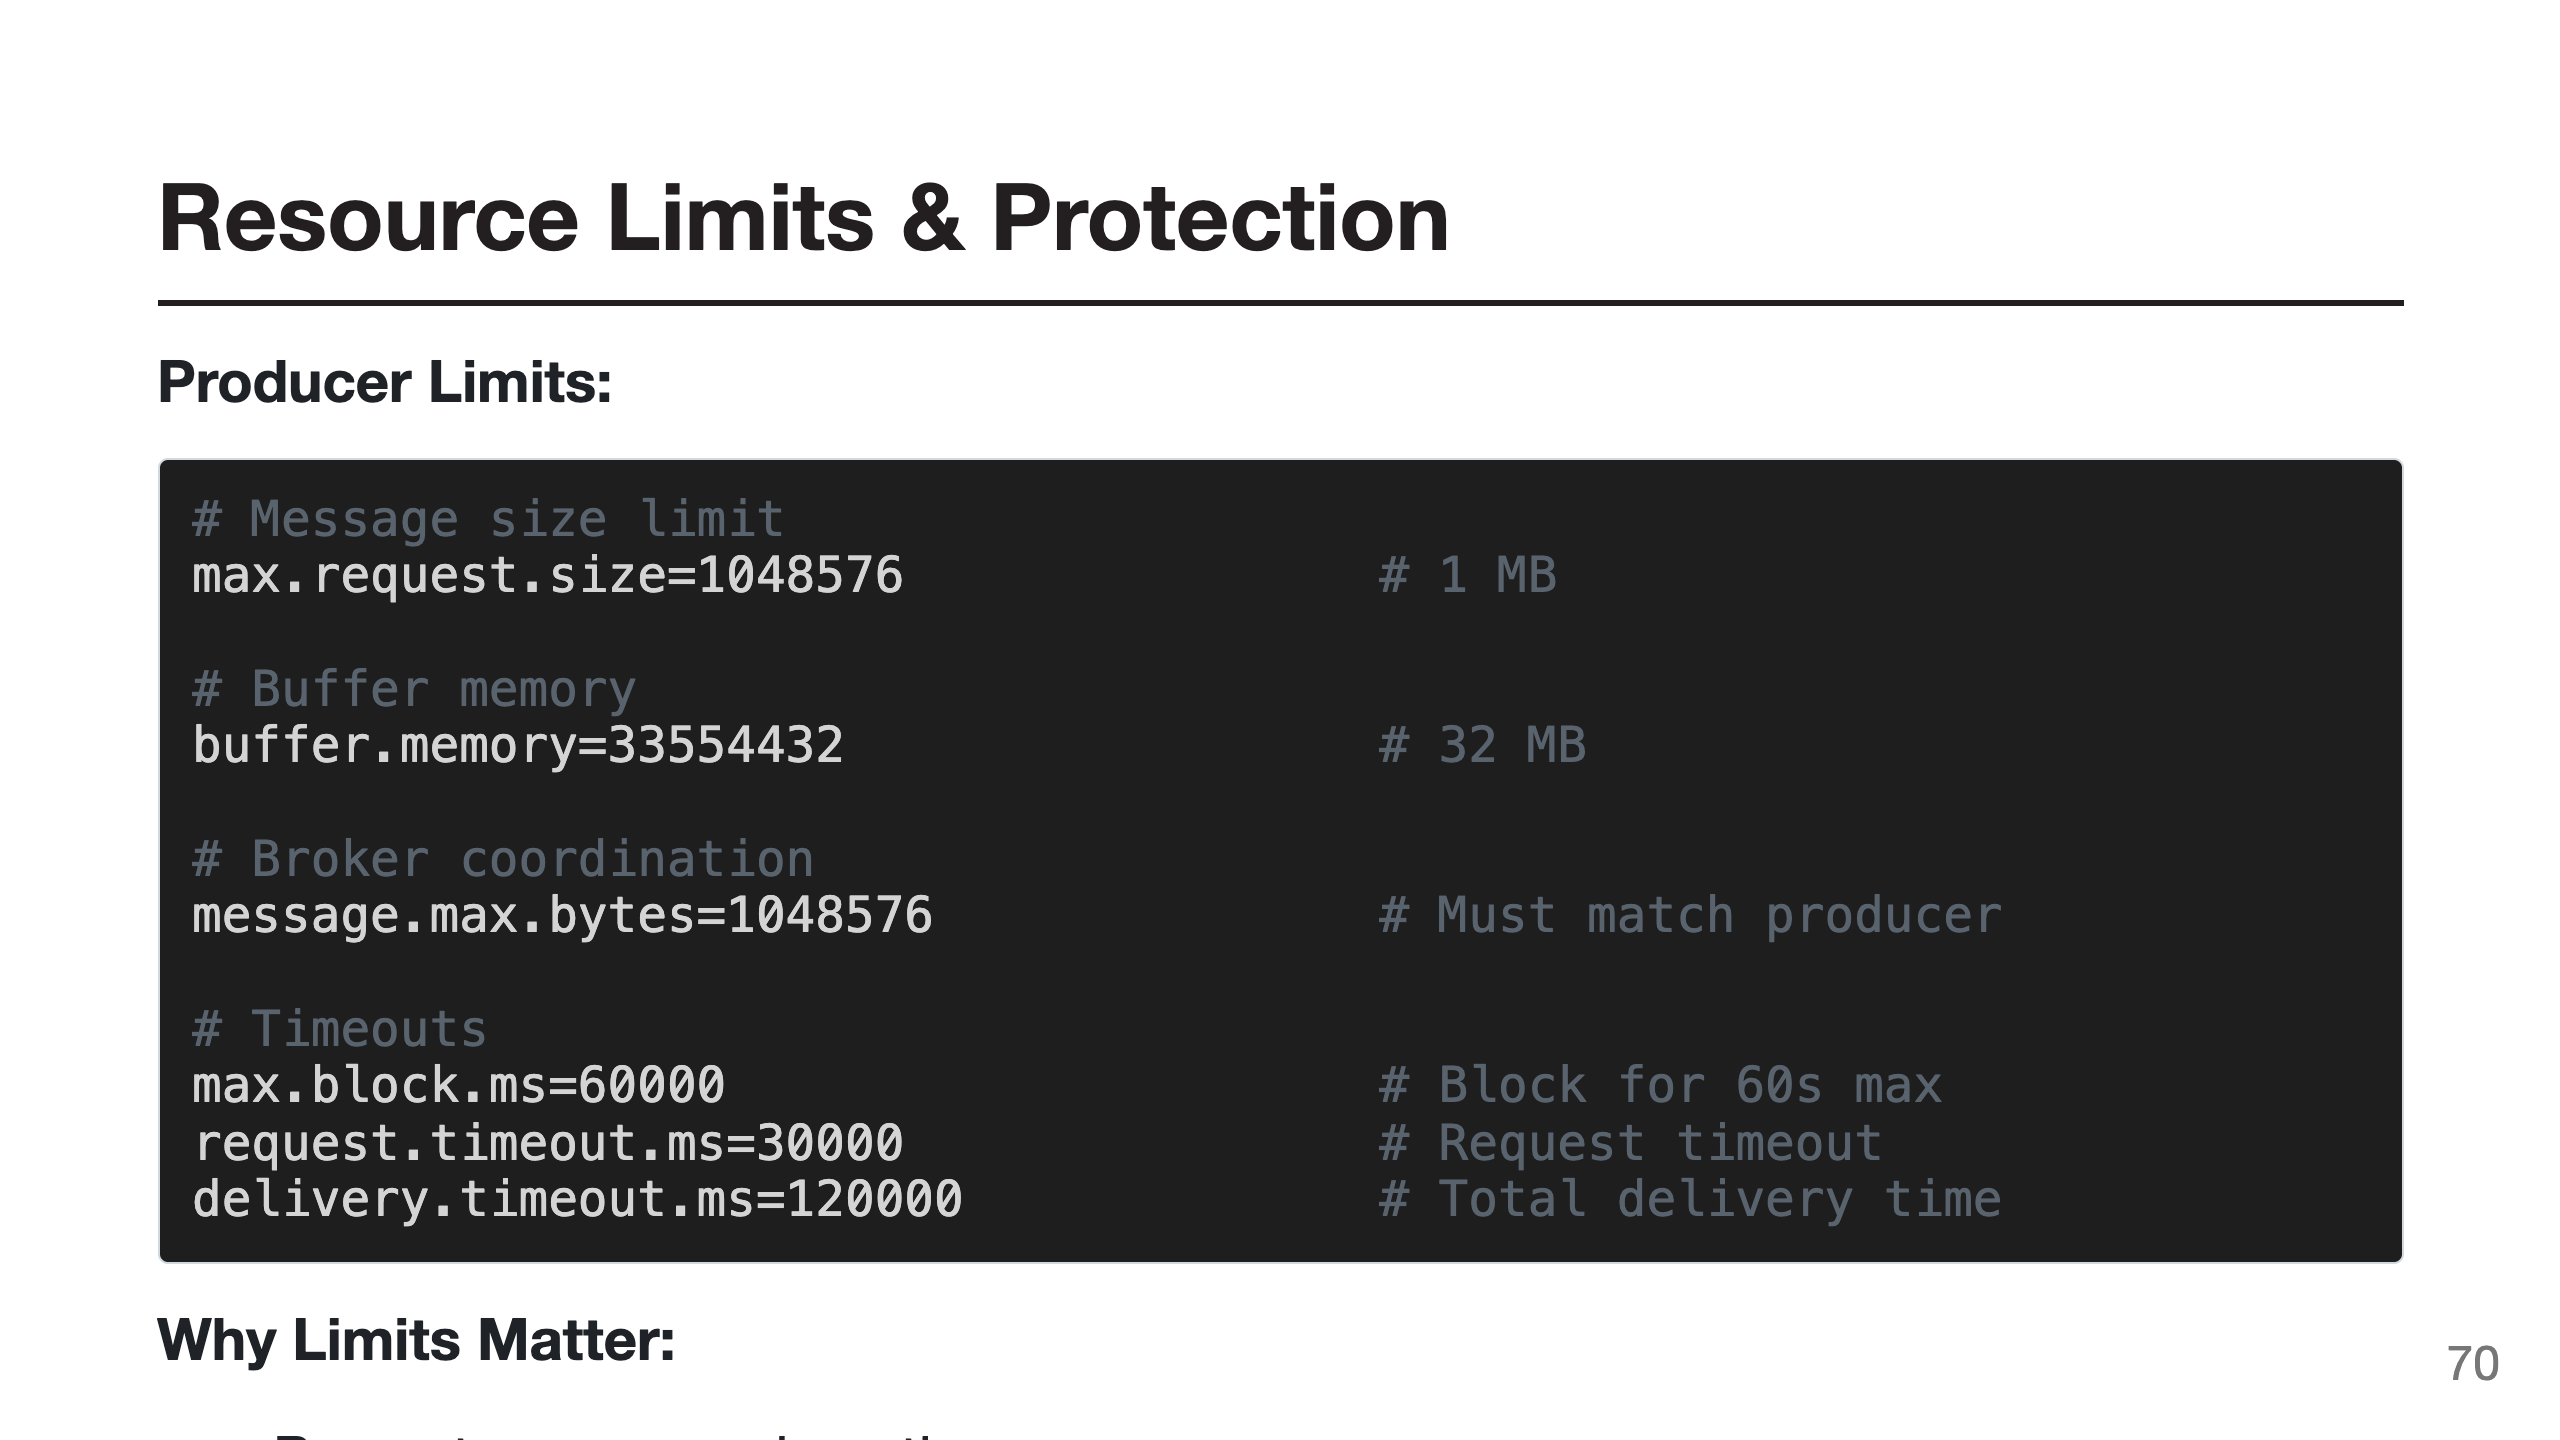 Resource Limits & Protection
Producer Limits:
# Message size limit
max.request.size=1048576 # 1 MB
# Buffer memory
buffer.memory=33554432 # 32 MB
# Broker coordination
message.max.bytes=1048576 # Must match producer
# Timeouts
max.block.ms=60000 # Block for 60s max
request.timeout.ms=30000 # Request timeout
delivery.timeout.ms=120000 # Total delivery time
Why Limits Matter:
70